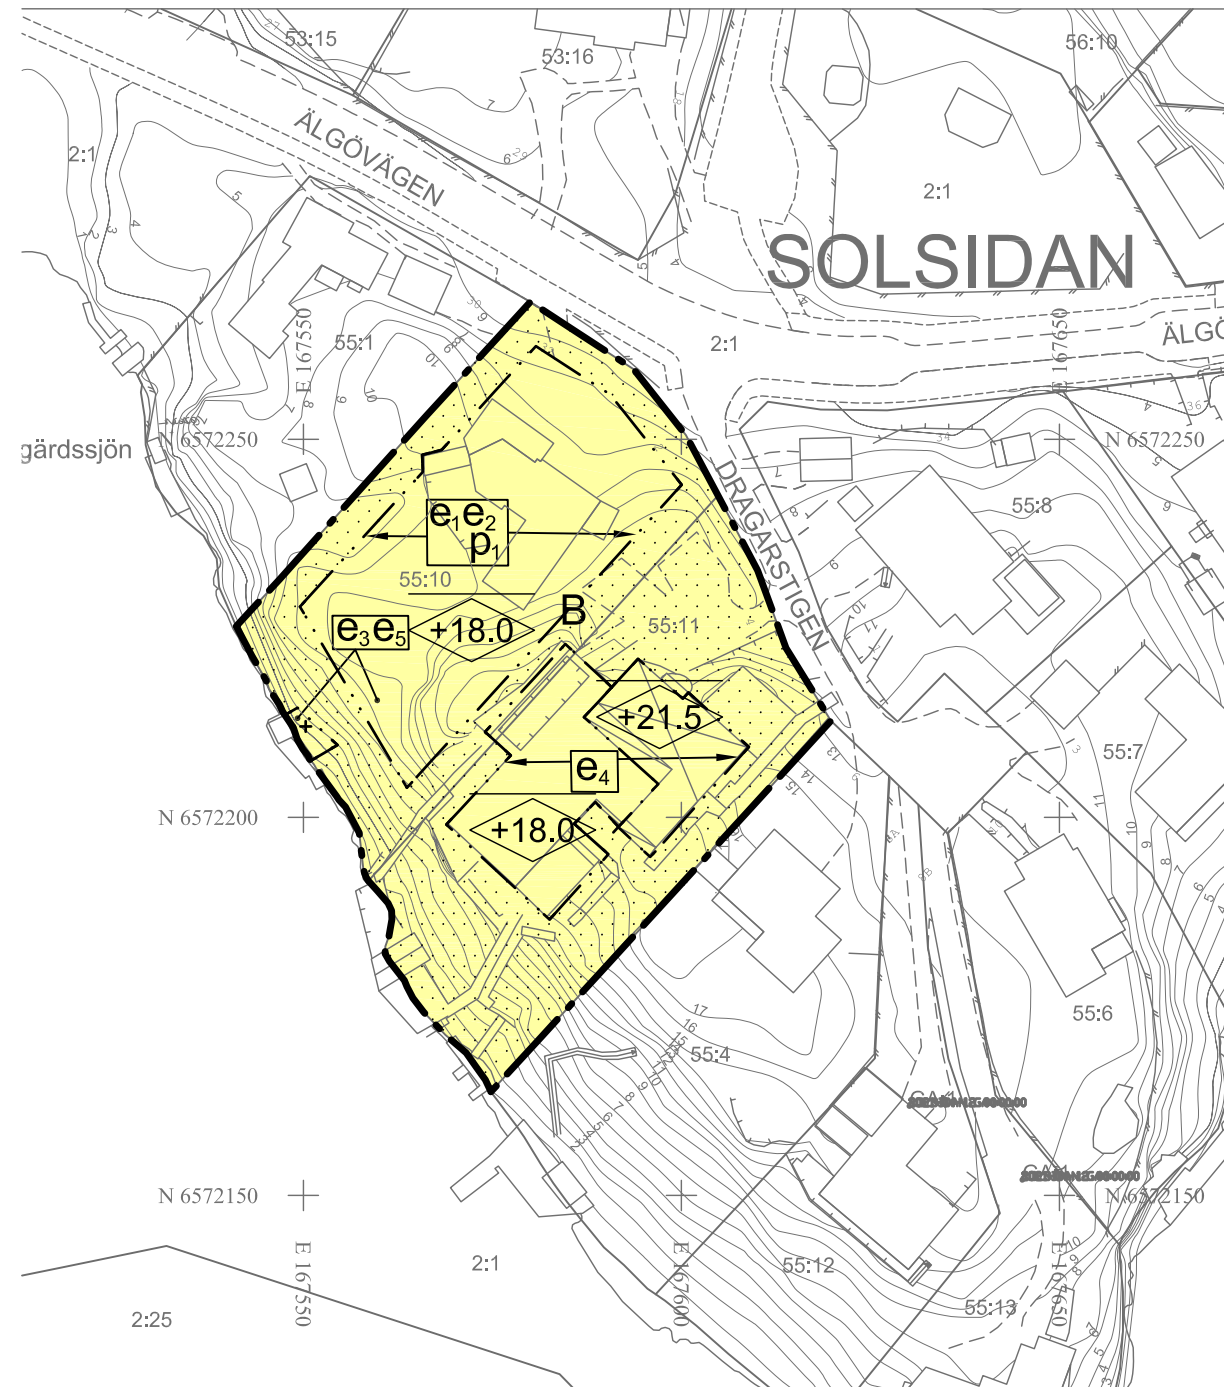 53:15
53:16
56:10
ÄLGÖVÄGEN
2:1
2:1
SOLSIDAN
ÄLGÖ
2:1
55:1
E 167550
E 167650
N 6572250
N 6572250
gärdssjön
DRAGARSTIGEN
55:8
e1e2
p1
55:10
B
55:11
e3e5
+18.0
+21.5
e4
+18.0
55:7
N 6572200
55:6
55:4
N 6572150
N 6572150
E 167550
E 167600
E 167650
2:1
55:12
55:13
2:25